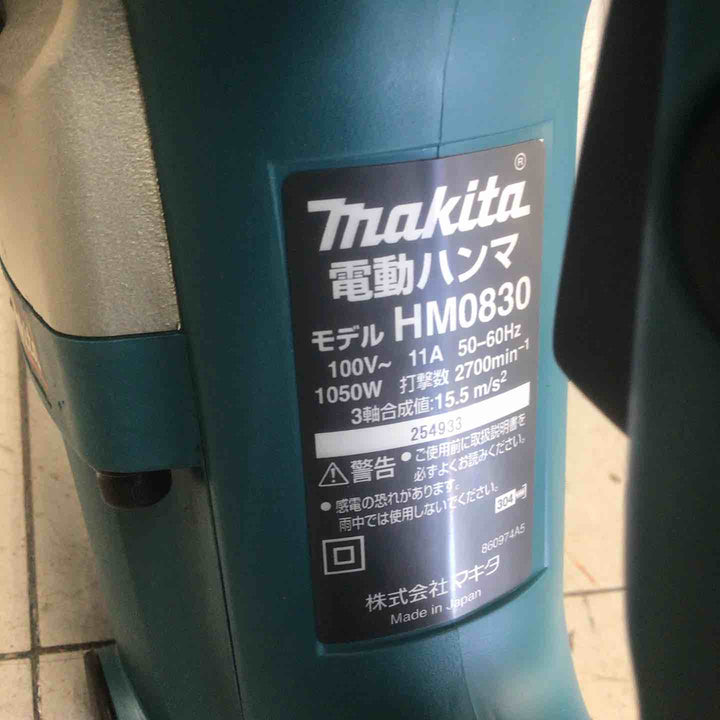 makita®
電動ハンマ
モデル HM0830
100V~ 11A 50-60Hz
1050W 打撃数 2700min⁻¹
3軸合成値:15.5 m/s²
254933
⚠警告 ●ご使用前に取扱説明書を
必ずよくお読みください。
●感電の恐れがあります。
雨中では使用しないでください。
304
860974A5
株式会社マキタ
Made in Japan